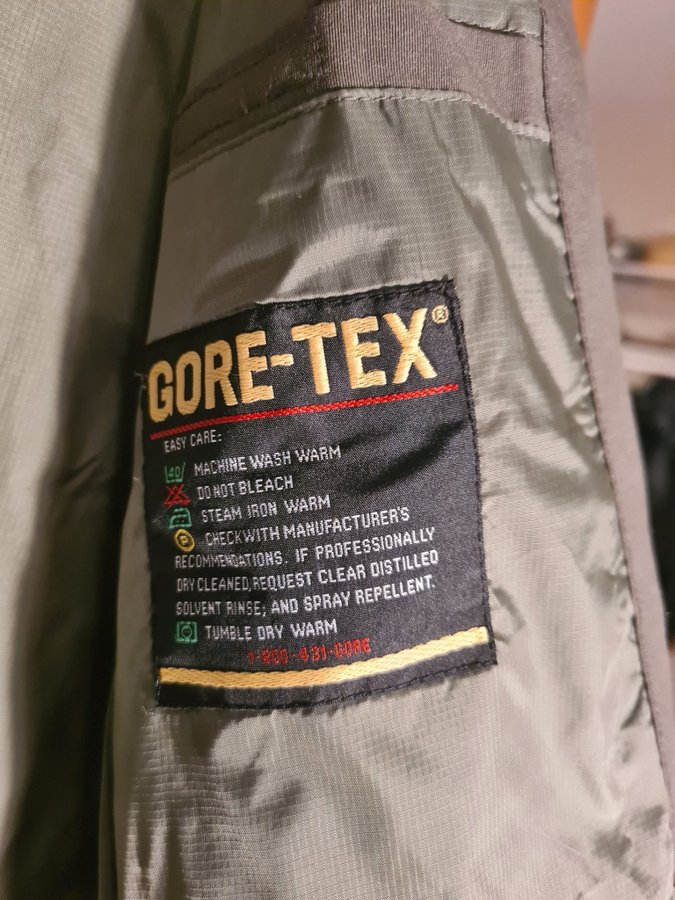 GORE-TEX®
EASY CARE:
40 MACHINE WASH WARM
DO NOT BLEACH
STEAM IRON WARM
P CHECK WITH MANUFACTURER'S
RECOMMENDATIONS. IF PROFESSIONALLY
DRY CLEANED, REQUEST CLEAR DISTILLED
SOLVENT RINSE; AND SPRAY REPELLENT.
TUMBLE DRY WARM
1-800-431-GORE